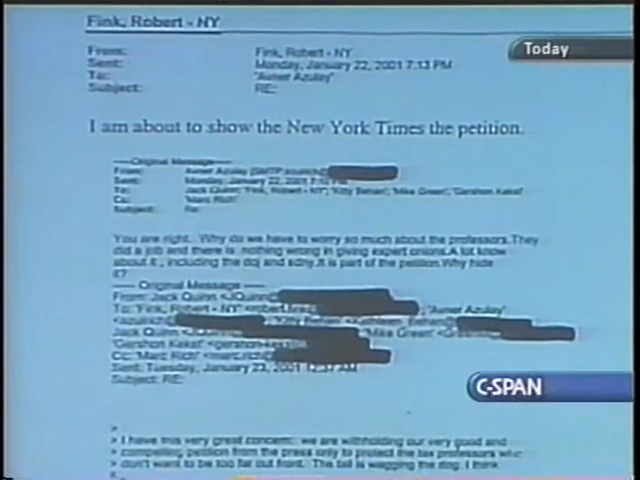 Fink, Robert - NY
From: Fink, Robert - NY
Today
Sent: Monday, January 22, 2001 7:13 PM
To: "Avner Azulay"
Subject: RE:
I am about to show the New York Times the petition.
-----Original Message-----
From: Avner Azulay
Sent: Monday, January 22, 2001 7:12 PM
To: Jack Quinn; "Fink, Robert - NY"; "Kitty Behan"; "Mike Green"; "Gershon Kekst"
Cc: "Marc Rich"
Subject: Re:
You are right. Why do we have to worry so much about the professors.They
did a job and there is nothing wrong in giving expert onions.A lot know
about it , including the doj and sdny.It is part of the petition.Why hide
it?
----- Original Message -----
From: Jack Quinn <JQuinn
To: "Fink, Robert - NY" ; "Avner Azulay"
"Kitty Behan"
Jack Quinn "Mike Green"
"Gershon Kekst" <gershon-kekst
Cc: "Marc Rich" <marc.rich
C-SPAN
Sent: Tuesday, January 23, 2001 12:37 AM
Subject: RE:
>
> I have this very great concern: we are withholding our very good and
> compelling petition from the press only to protect the tax professors who
> don't want to be too far out front. The tail is wagging the dog. I think